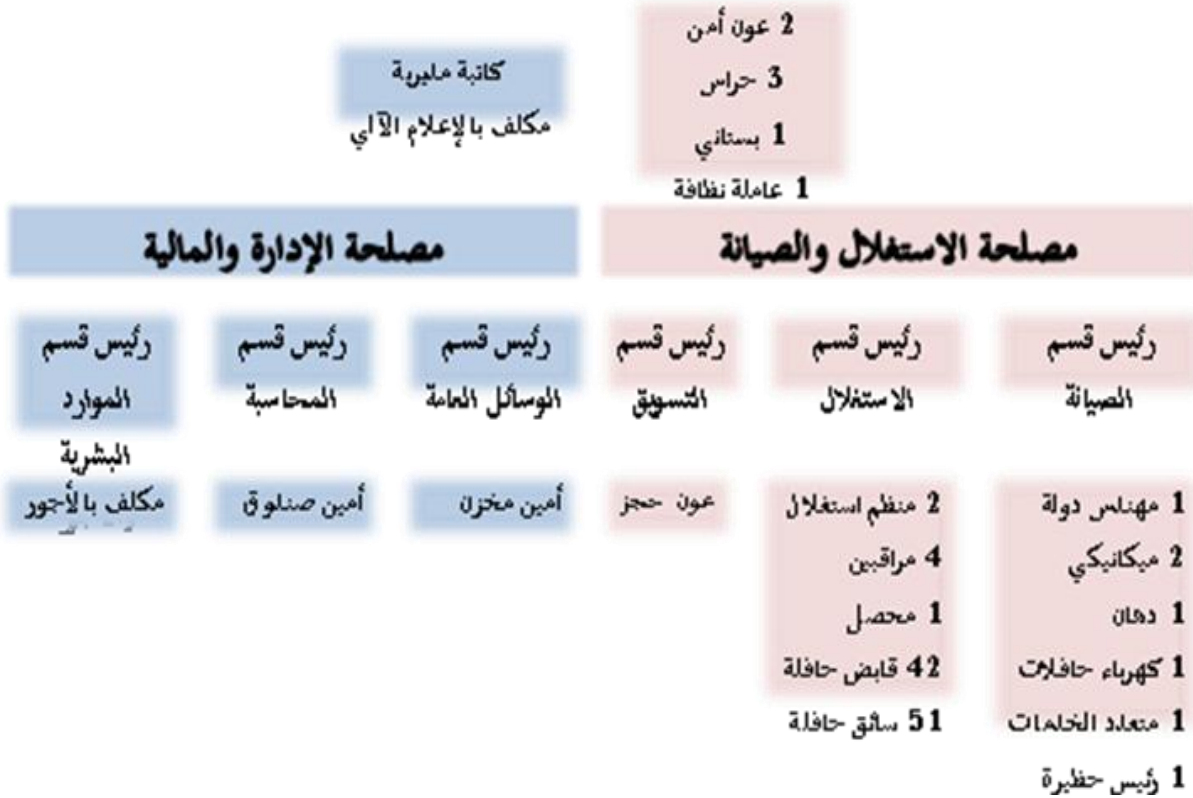 2 عون أمن
3 حراس
1 بستاني
1 عاملة نظافة
كاتبة مديرية
مكلف بالإعلام الآلي
مصلحة الاستغلال والصيانة
مصلحة الإدارة والمالية
رئيس قسم
الصيانة
رئيس قسم
الاستغلال
رئيس قسم
التسويق
رئيس قسم
الوسائل العامة
رئيس قسم
المحاسبة
رئيس قسم
الموارد
البشرية
1 مهندس دولة
2 ميكانيكي
1 دهان
1 كهرباء حافلات
1 متعدد الخدمات
1 رئيس حظيرة
2 منظم استغلال
4 مراقبين
1 محصل
42 قابض حافلة
51 سائق حافلة
عون حجز
أمين مخزن
أمين صندوق
مكلف بالأجور